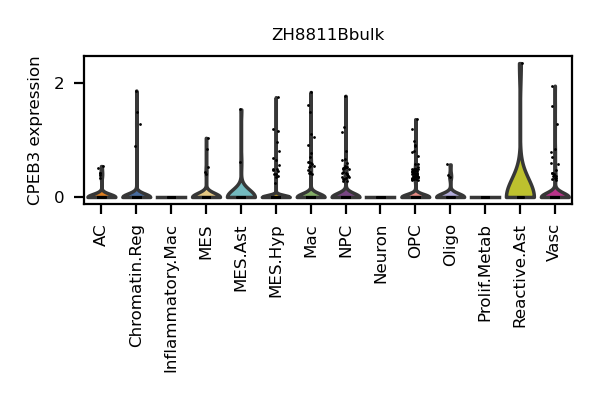 ZH8811Bbulk
CPEB3 expression
2
0
AC
Chromatin.Reg
Inflammatory.Mac
MES
MES.Ast
MES.Hyp
Mac
NPC
Neuron
OPC
Oligo
Prolif.Metab
Reactive.Ast
Vasc